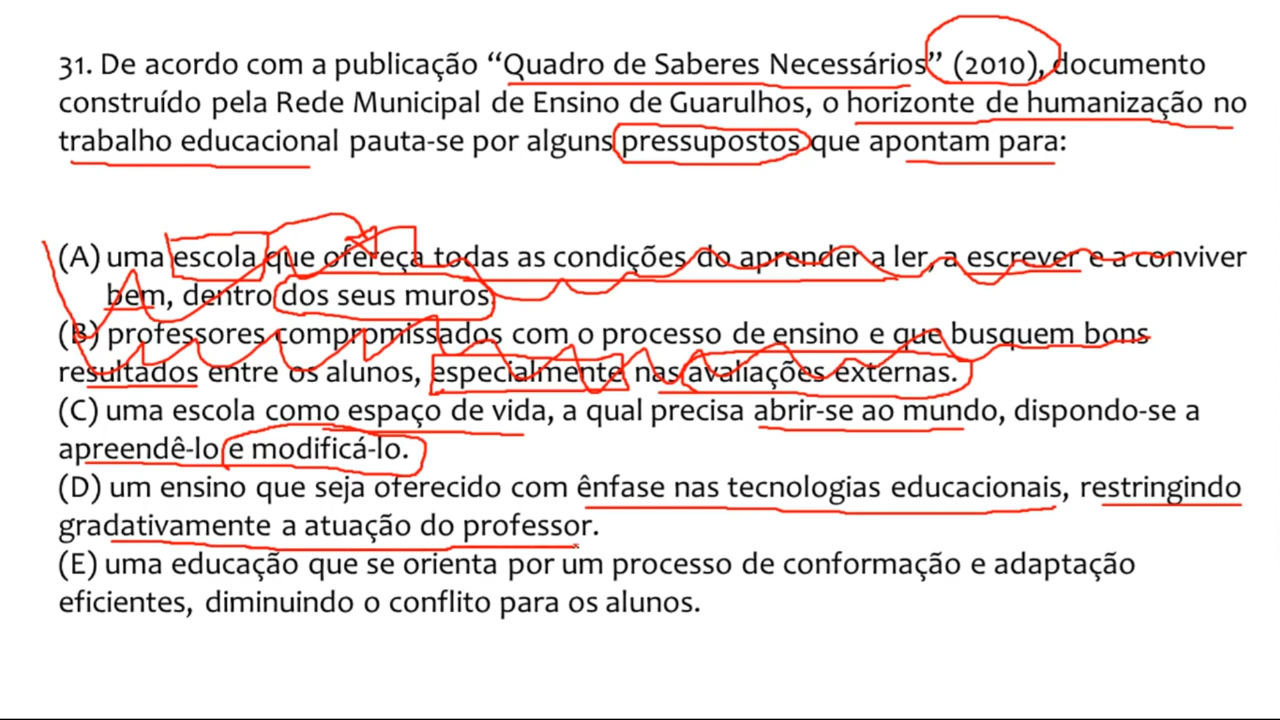 31. De acordo com a publicação “Quadro de Saberes Necessários” (2010), documento
construído pela Rede Municipal de Ensino de Guarulhos, o horizonte de humanização no
trabalho educacional pauta-se por alguns pressupostos que apontam para:
(A) uma escola que ofereça todas as condições do aprender a ler, a escrever e a conviver
bem, dentro dos seus muros.
(B) professores compromissados com o processo de ensino e que busquem bons
resultados entre os alunos, especialmente nas avaliações externas.
(C) uma escola como espaço de vida, a qual precisa abrir-se ao mundo, dispondo-se a
apreendê-lo e modificá-lo.
(D) um ensino que seja oferecido com ênfase nas tecnologias educacionais, restringindo
gradativamente a atuação do professor.
(E) uma educação que se orienta por um processo de conformação e adaptação
eficientes, diminuindo o conflito para os alunos.